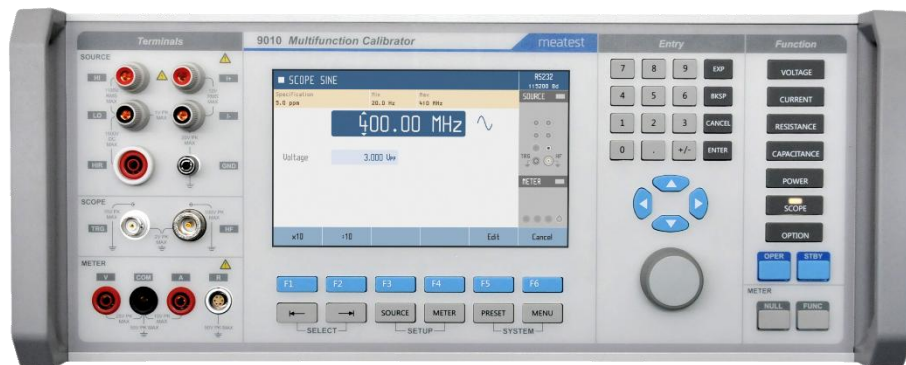 Terminals
9010 Multifunction Calibrator
meatest
Entry
Function
SOURCE
HI
I+
LO
I-
HIR
GND
SCOPE
TRG
HF
METER
V COM A R
SCOPE SINE
RS232
Specification Min Max
5.0 ppm 20.0 Hz 410 MHz
SOURCE
400.00 MHz
Voltage 3.000 Vpp
TRG HF
METER
x10 :10 Edit Cancel
F1 F2 F3 F4 F5 F6
SOURCE METER PRESET MENU
SELECT SETUP SYSTEM
7 8 9 EXP
4 5 6 BKSP
1 2 3 CANCEL
0 . +/- ENTER
VOLTAGE
CURRENT
RESISTANCE
CAPACITANCE
POWER
SCOPE
OPTION
OPER STBY
METER
NULL FUNC